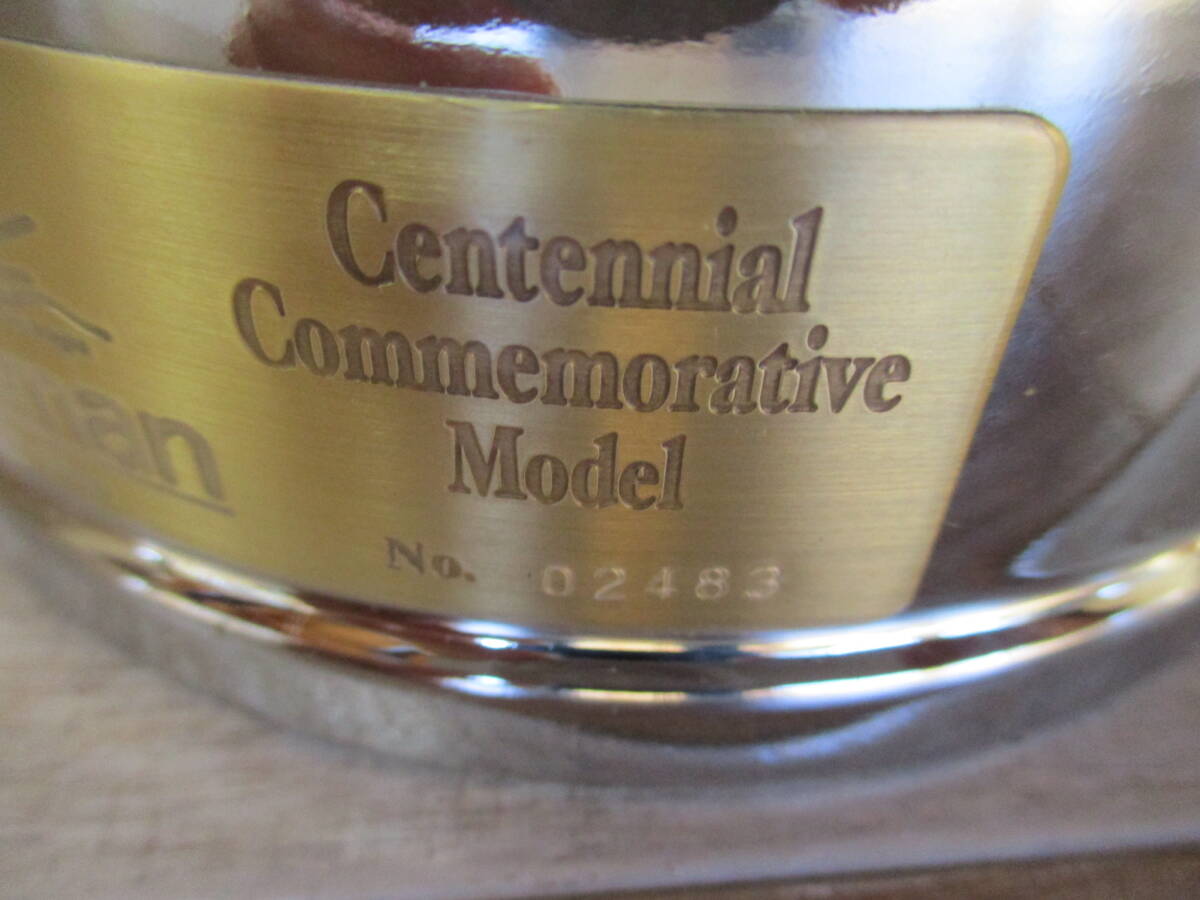 Centennial
Commemorative
Model
No. 02483